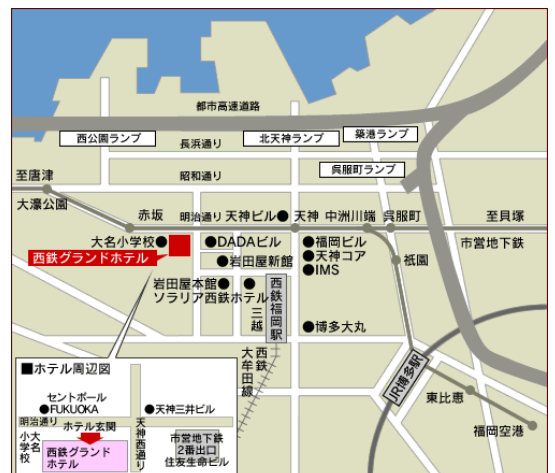 都市高速道路
西公園ランプ
北天神ランプ
築港ランプ
長浜通り
呉服町ランプ
至唐津
昭和通り
大濠公園
赤坂
明治通り
天神ビル●
天神
中洲川端
呉服町
至貝塚
大名小学校●
●DADAビル
●福岡ビル
市営地下鉄
西鉄グランドホテル
●岩田屋新館
●天神コア
祇園
●IMS
岩田屋本館●
ソラリア西鉄ホテル●
西鉄福岡駅
三越
●博多大丸
西鉄
大牟田線
JR博多駅
東比恵
福岡空港
■ホテル周辺図
セントポール
●FUKUOKA
●天神三井ビル
明治通り
ホテル玄関
大名
小学校
西鉄グランド
ホテル
天神西通り
市営地下鉄
2番出口
住友生命ビル